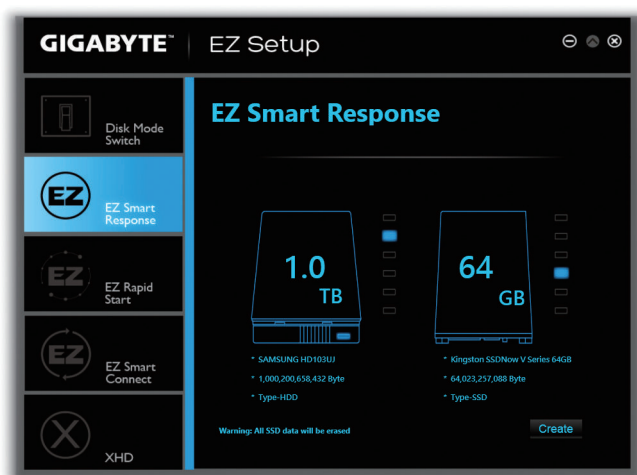 GIGABYTE™ EZ Setup
Disk Mode
Switch
EZ
EZ Smart
Response
EZ
EZ Rapid
Start
EZ
EZ Smart
Connect
X
XHD
EZ Smart Response
1.0
TB
64
GB
* SAMSUNG HD103UJ
* 1,000,200,658,432 Byte
* Type-HDD
* Kingston SSDNow V Series 64GB
* 64,023,257,088 Byte
* Type-SSD
Warning: All SSD data will be erased
Create